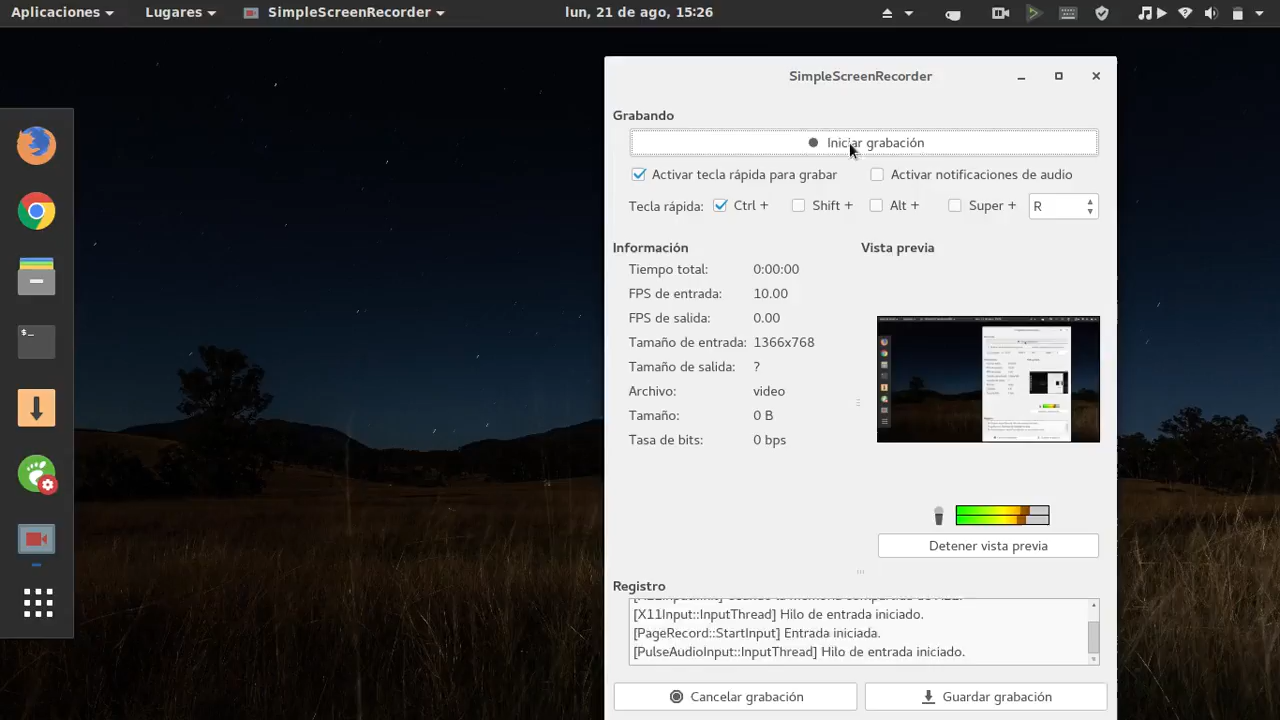 Aplicaciones Lugares SimpleScreenRecorder lun, 21 de ago, 15:26
SimpleScreenRecorder
Grabando
Iniciar grabación
Activar tecla rápida para grabar Activar notificaciones de audio
Tecla rápida: Ctrl + Shift + Alt + Super + R
Información Vista previa
Tiempo total: 0:00:00
FPS de entrada: 10.00
FPS de salida: 0.00
Tamaño de entrada: 1366x768
Tamaño de salida: ?
Archivo: video
Tamaño: 0 B
Tasa de bits: 0 bps
Detener vista previa
Registro
[X11Input::InputThread] Hilo de entrada iniciado.
[PageRecord::StartInput] Entrada iniciada.
[PulseAudioInput::InputThread] Hilo de entrada iniciado.
Cancelar grabación Guardar grabación